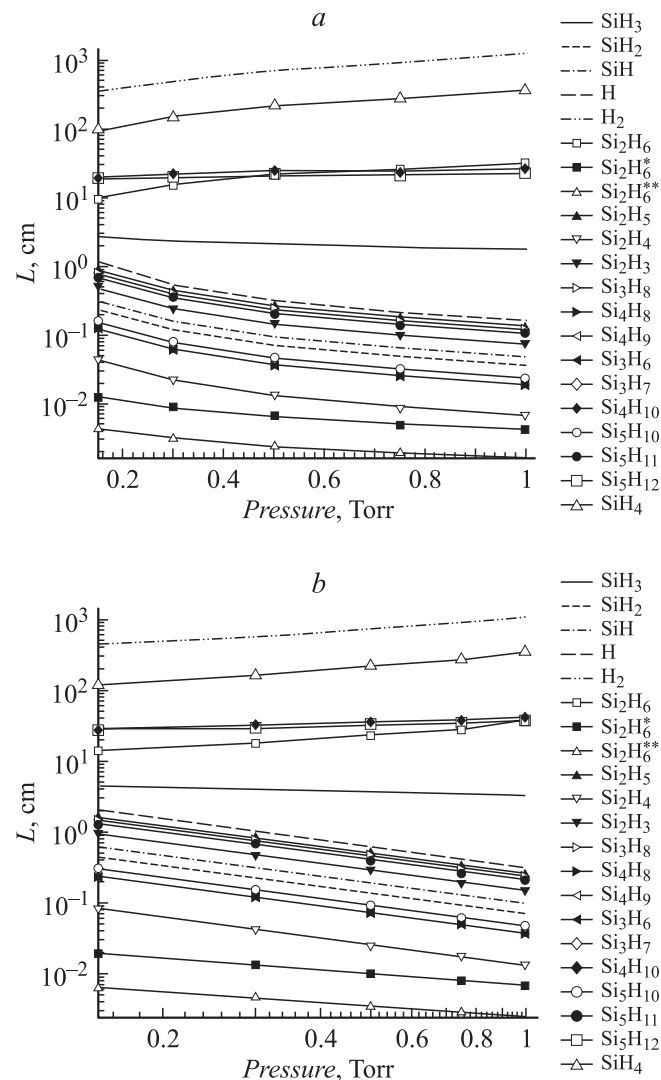 a
SiH₃
SiH₂
SiH
H
H₂
Si₂H₆
Si₂H₆*
Si₂H₆**
Si₂H₅
Si₂H₄
Si₂H₃
Si₃H₈
Si₄H₈
Si₄H₉
Si₃H₆
Si₃H₇
Si₄H₁₀
Si₅H₁₀
Si₅H₁₁
Si₅H₁₂
SiH₄
10³
10²
10¹
10⁰
10⁻¹
10⁻²
L, cm
0.2 0.4 0.6 0.8 1
Pressure, Torr
b
SiH₃
SiH₂
SiH
H
H₂
Si₂H₆
Si₂H₆*
Si₂H₆**
Si₂H₅
Si₂H₄
Si₂H₃
Si₃H₈
Si₄H₈
Si₄H₉
Si₃H₆
Si₃H₇
Si₄H₁₀
Si₅H₁₀
Si₅H₁₁
Si₅H₁₂
SiH₄
10³
10²
10¹
10⁰
10⁻¹
10⁻²
L, cm
0.2 0.4 0.6 0.8 1
Pressure, Torr